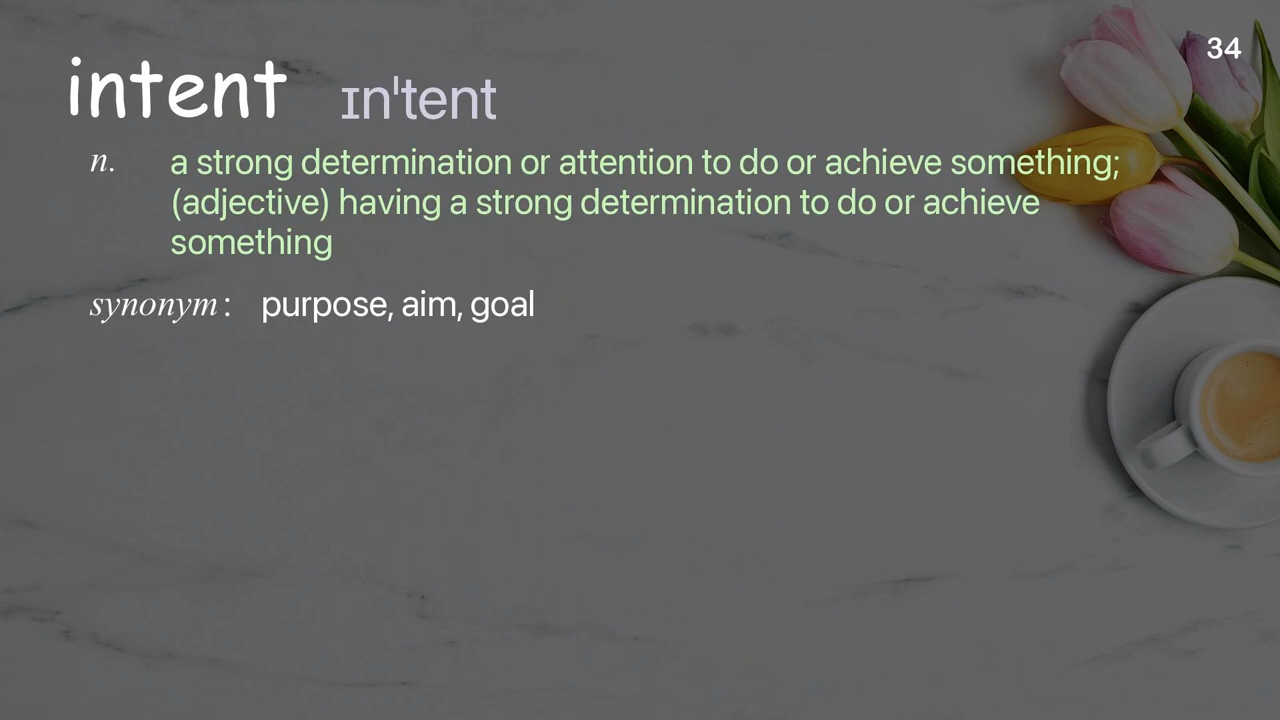 34
intent ɪn'tent
n. a strong determination or attention to do or achieve something;
(adjective) having a strong determination to do or achieve
something
synonym: purpose, aim, goal